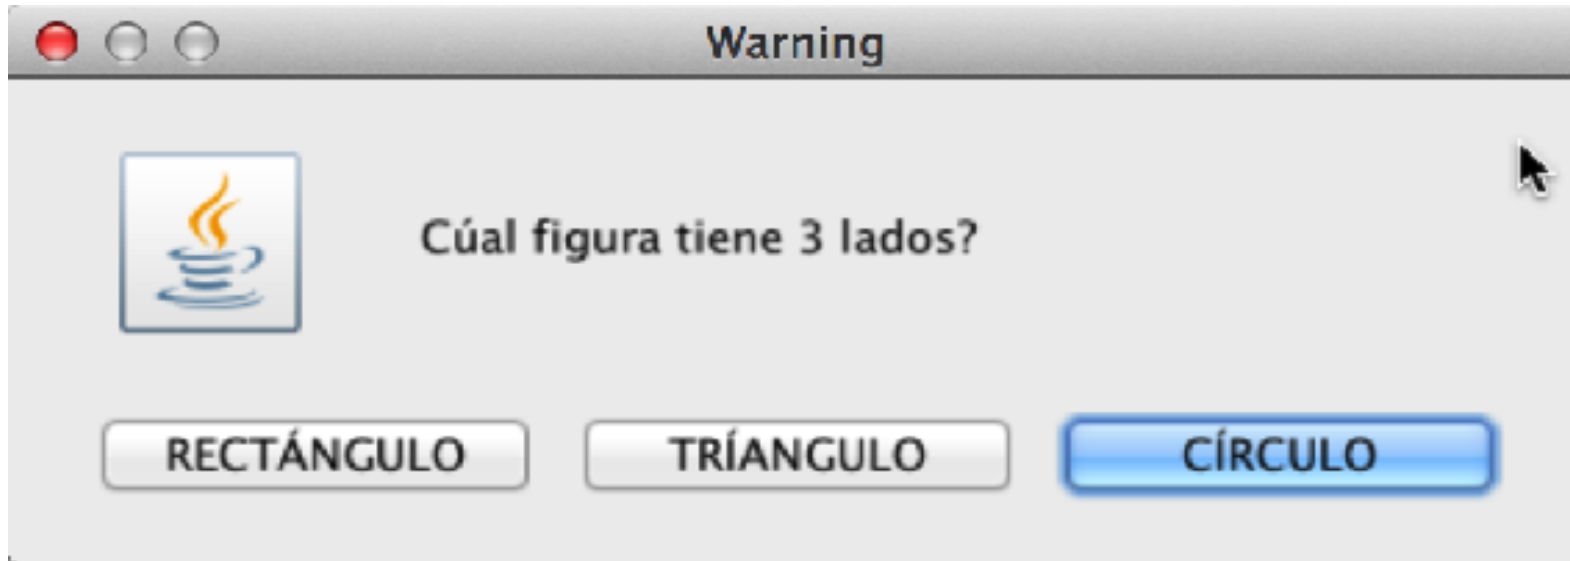 Warning
Cúal figura tiene 3 lados?
RECTÁNGULO TRÍANGULO CÍRCULO